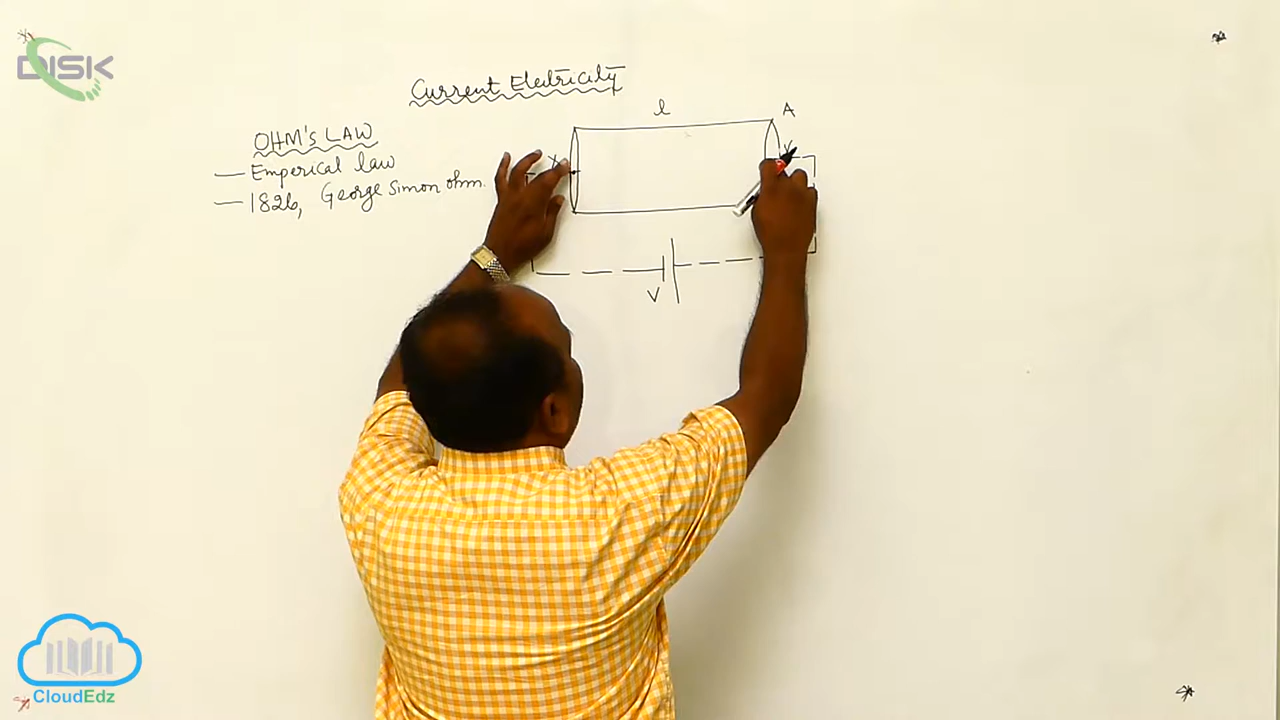 DISK
Current Electricity
l
A
OHM's LAW
X
— Emperical law
— 1826, George Simon ohm.
V
CloudEdz